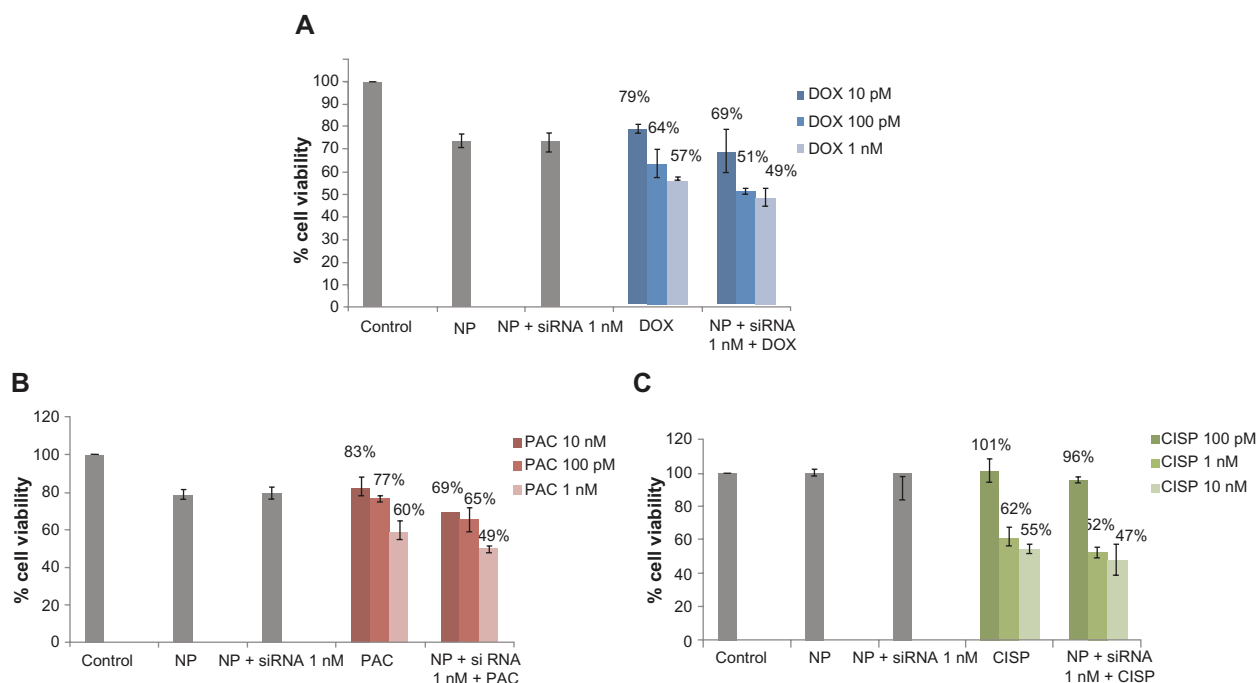 A
% cell viability
100
90
80
70
60
50
40
30
20
10
0
79%
64%
57%
69%
51%
49%
DOX 10 pM
DOX 100 pM
DOX 1 nM
Control
NP
NP + siRNA 1 nM
DOX
NP + siRNA
1 nM + DOX
B
% cell viability
120
100
80
60
40
20
0
83%
77%
60%
69%
65%
49%
PAC 10 nM
PAC 100 pM
PAC 1 nM
Control
NP
NP + siRNA 1 nM
PAC
NP + si RNA
1 nM + PAC
C
% cell viability
120
100
80
60
40
20
0
101%
62%
55%
96%
52%
47%
CISP 100 pM
CISP 1 nM
CISP 10 nM
Control
NP
NP + siRNA 1 nM
CISP
NP + siRNA
1 nM + CISP